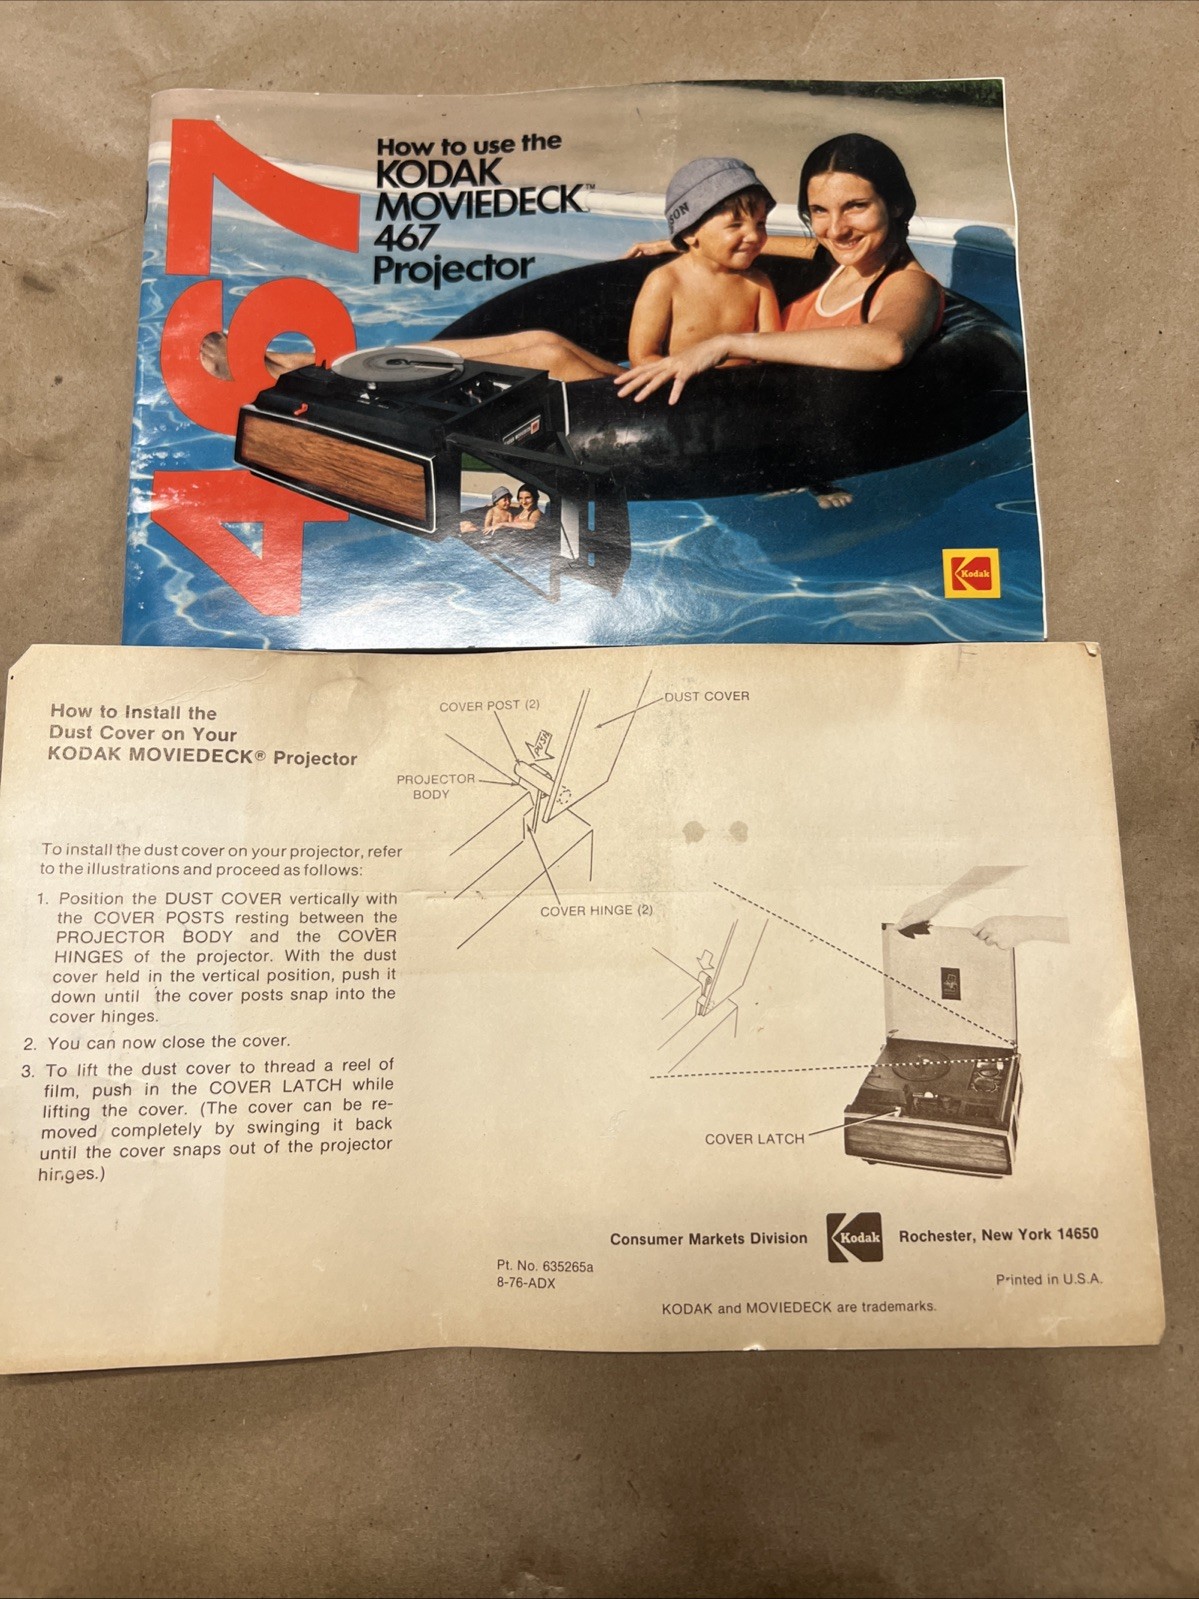 467
How to use the
KODAK
MOVIEDECK™
467
Projector
SON
Kodak
How to Install the
Dust Cover on Your
KODAK MOVIEDECK® Projector
To install the dust cover on your projector, refer
to the illustrations and proceed as follows:
1. Position the DUST COVER vertically with
the COVER POSTS resting between the
PROJECTOR BODY and the COVER
HINGES of the projector. With the dust
cover held in the vertical position, push it
down until the cover posts snap into the
cover hinges.
2. You can now close the cover.
3. To lift the dust cover to thread a reel of
film, push in the COVER LATCH while
lifting the cover. (The cover can be re-
moved completely by swinging it back
until the cover snaps out of the projector
hinges.)
COVER POST (2)
DUST COVER
PUSH
PROJECTOR
BODY
COVER HINGE (2)
COVER LATCH
Consumer Markets Division
Kodak
Rochester, New York 14650
Pt. No. 635265a
8-76-ADX
Printed in U.S.A.
KODAK and MOVIEDECK are trademarks.